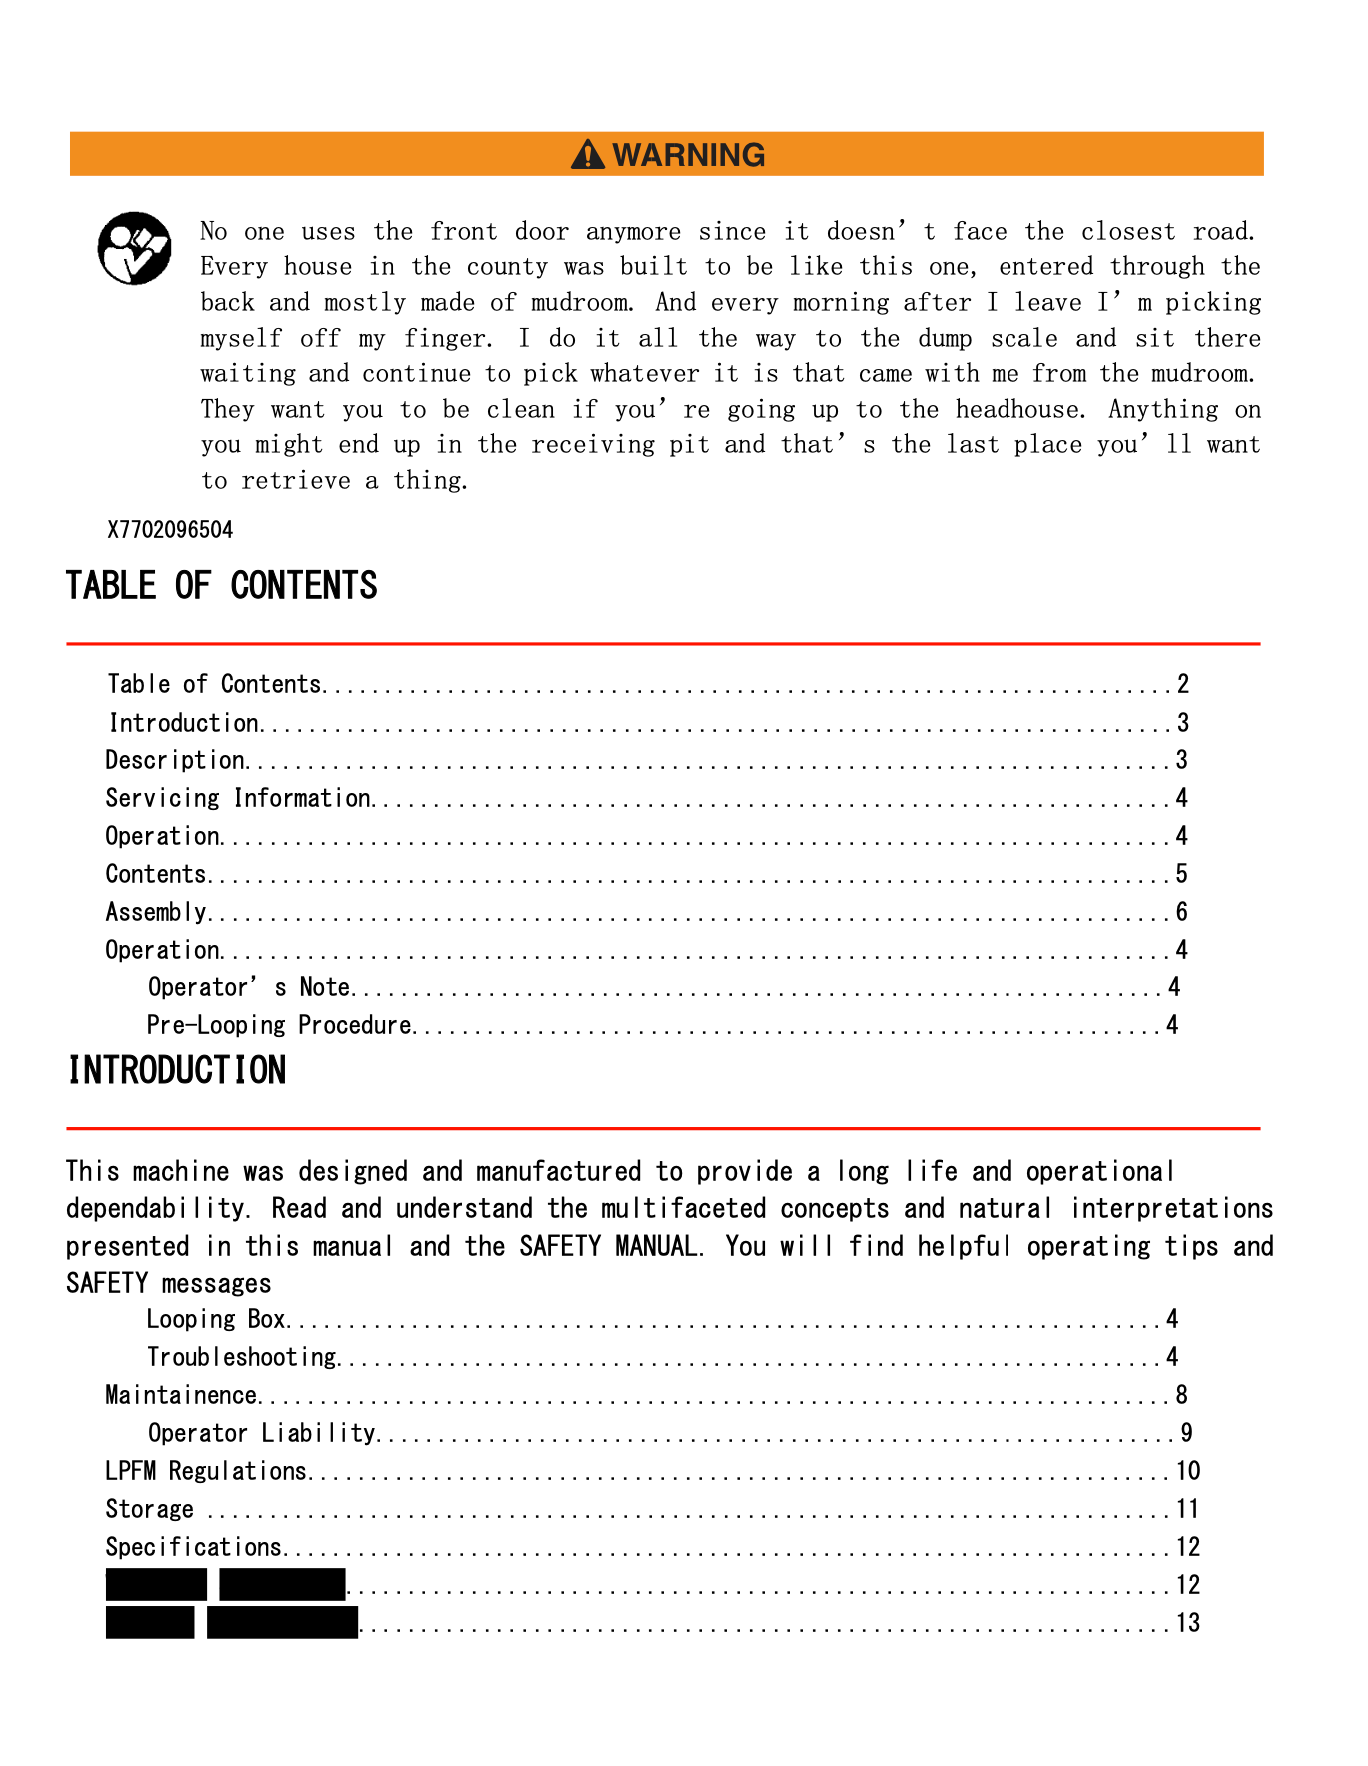 WARNING
No one uses the front door anymore since it doesn’t face the closest road.
Every house in the county was built to be like this one, entered through the
back and mostly made of mudroom. And every morning after I leave I’m picking
myself off my finger. I do it all the way to the dump scale and sit there
waiting and continue to pick whatever it is that came with me from the mudroom.
They want you to be clean if you’re going up to the headhouse. Anything on
you might end up in the receiving pit and that’s the last place you’ll want
to retrieve a thing.
X7702096504
TABLE OF CONTENTS
Table of Contents....................................................................2
Introduction.........................................................................3
Description..........................................................................3
Servicing Information................................................................4
Operation............................................................................4
Contents.............................................................................5
Assembly.............................................................................6
Operation............................................................................4
Operator’s Note.................................................................4
Pre-Looping Procedure............................................................4
INTRODUCTION
This machine was designed and manufactured to provide a long life and operational
dependability. Read and understand the multifaceted concepts and natural interpretations
presented in this manual and the SAFETY MANUAL. You will find helpful operating tips and
SAFETY messages
Looping Box......................................................................4
Troubleshooting..................................................................4
Maintainence.........................................................................8
Operator Liability................................................................9
LPFM Regulations.....................................................................10
Storage .............................................................................11
Specifications.......................................................................12
..................................................................12
.................................................................13